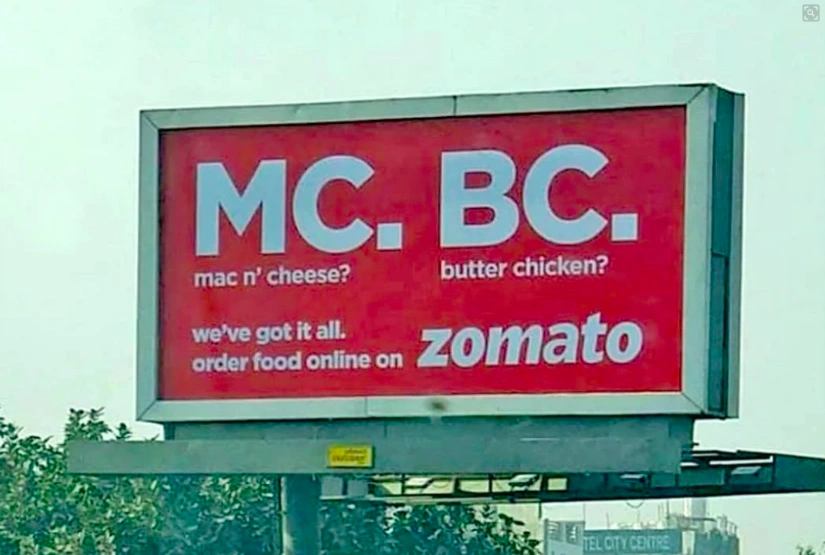 MC. BC.
mac n' cheese? butter chicken?
we've got it all.
order food online on zomato
TEL CITY CENTRE